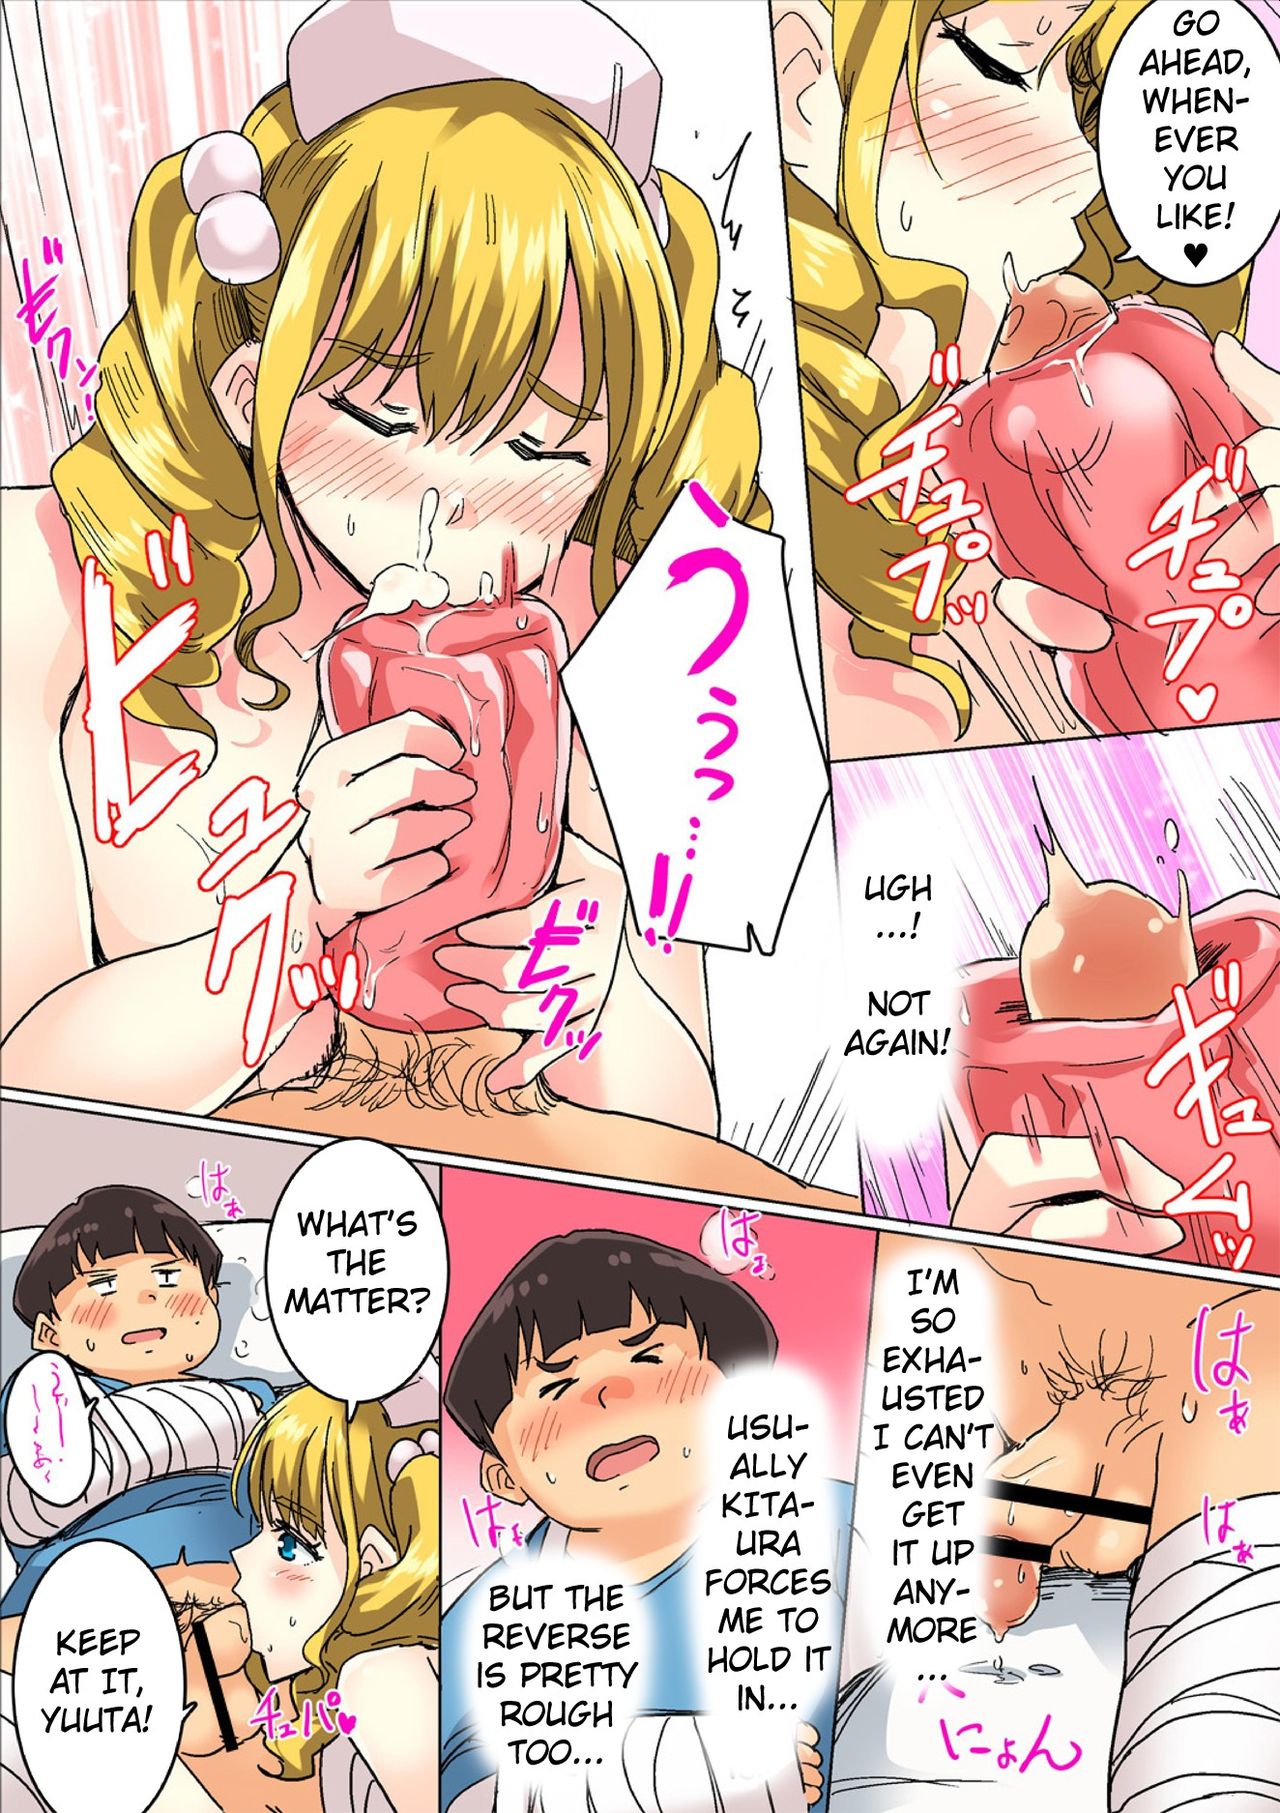 GO
AHEAD,
WHEN-
EVER
YOU
LIKE!
♥
チュプッ
チュプ♥
UGH
...!
NOT
AGAIN!
ギュムッ
うぅっ…!!
ビュクッ
ビクンッ!
ビクッ
I'M
SO
EXHA-
USTED
I CAN'T
EVEN
GET
IT UP
ANY-
MORE
...
はぁ
はぁ
にょん
USU-
ALLY
KITA-
URA
FORCES
ME TO
HOLD IT
IN...
BUT THE
REVERSE
IS PRETTY
ROUGH
TOO...
はぁ
はぁ
WHAT'S
THE
MATTER?
はぁ
KEEP
AT IT,
YUUTA!
チュパ♥